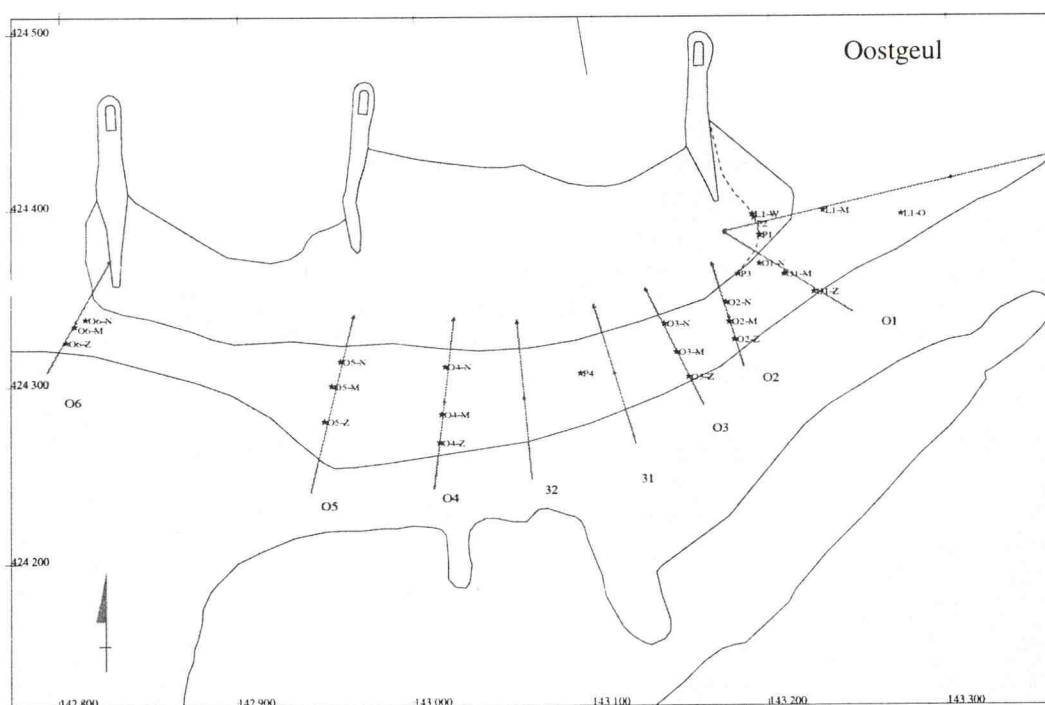 424 500
Oostgeul
424 400
L1-W
P2
P1
L1-M
L1-O
O1-N
O1-M
O1-Z
P3
O1
O2-N
O2-M
O2-Z
O2
O6-N
O6-M
O6-Z
O3-N
O3-M
O3-Z
O3
424 300
O5-N
O5-M
O5-Z
O4-N
O4-M
O4-Z
P4
O6
O5
O4
32
31
424 200
142 800
142 900
143 000
143 100
143 200
143 300